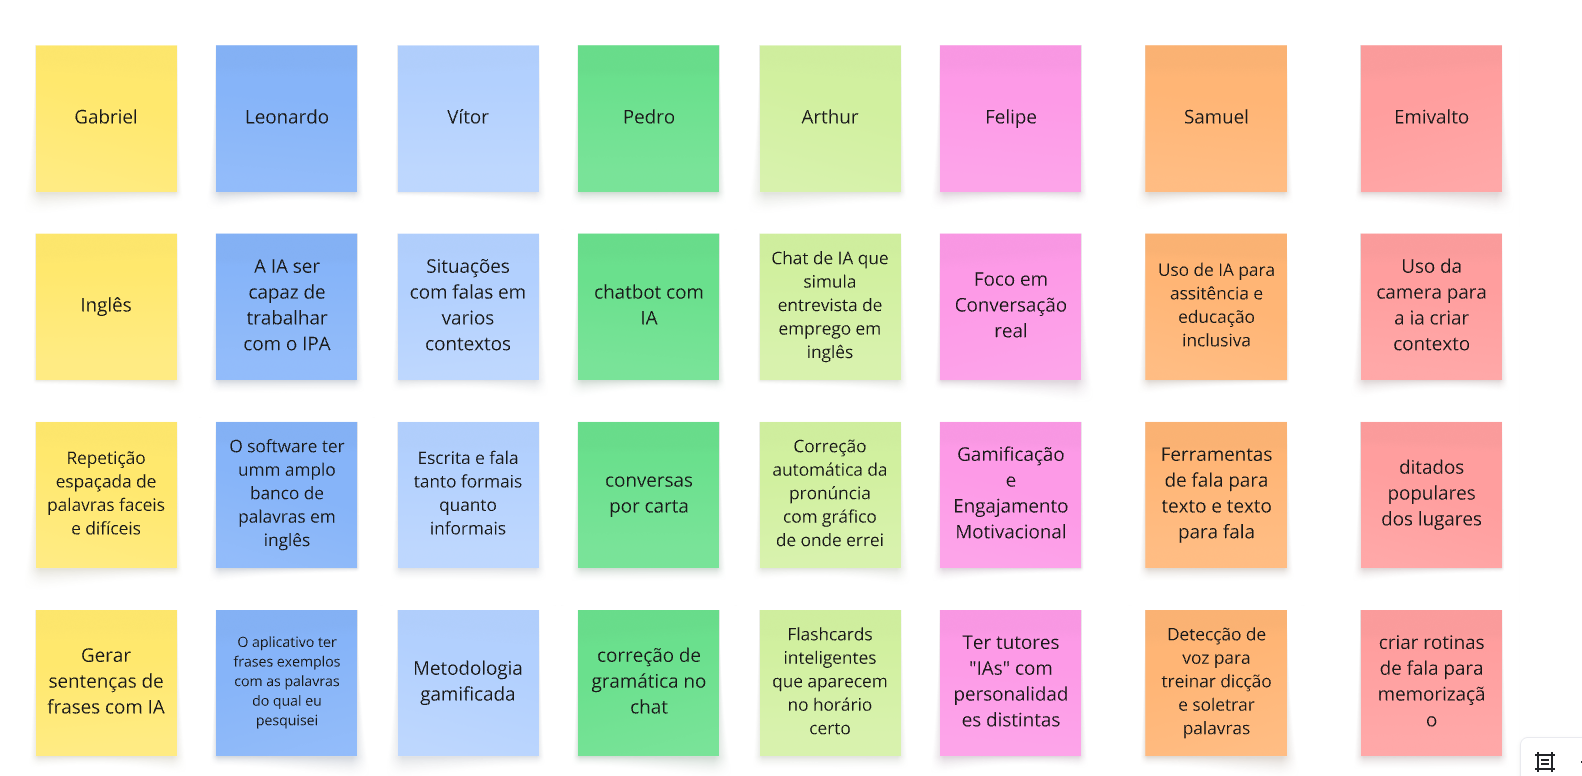 Gabriel
Leonardo
Vítor
Pedro
Arthur
Felipe
Samuel
Emivalto
Inglês
A IA ser
capaz de
trabalhar
com o IPA
Situações
com falas em
varios
contextos
chatbot com
IA
Chat de IA que
simula
entrevista de
emprego em
inglês
Foco em
Conversação
real
Uso de IA para
assitência e
educação
inclusiva
Uso da
camera para
a ia criar
contexto
Repetição
espaçada de
palavras faceis
e difíceis
O software ter
umm amplo
banco de
palavras em
inglês
Escrita e fala
tanto formais
quanto
informais
conversas
por carta
Correção
automática da
pronúncia
com gráfico
de onde errei
Gamificação
e
Engajamento
Motivacional
Ferramentas
de fala para
texto e texto
para fala
ditados
populares
dos lugares
Gerar
sentenças de
frases com IA
O aplicativo ter
frases exemplos
com as palavras
do qual eu
pesquisei
Metodologia
gamificada
correção de
gramática no
chat
Flashcards
inteligentes
que aparecem
no horário
certo
Ter tutores
"IAs" com
personalidad
es distintas
Detecção de
voz para
treinar dicção
e soletrar
palavras
criar rotinas
de fala para
memorizaçã
o